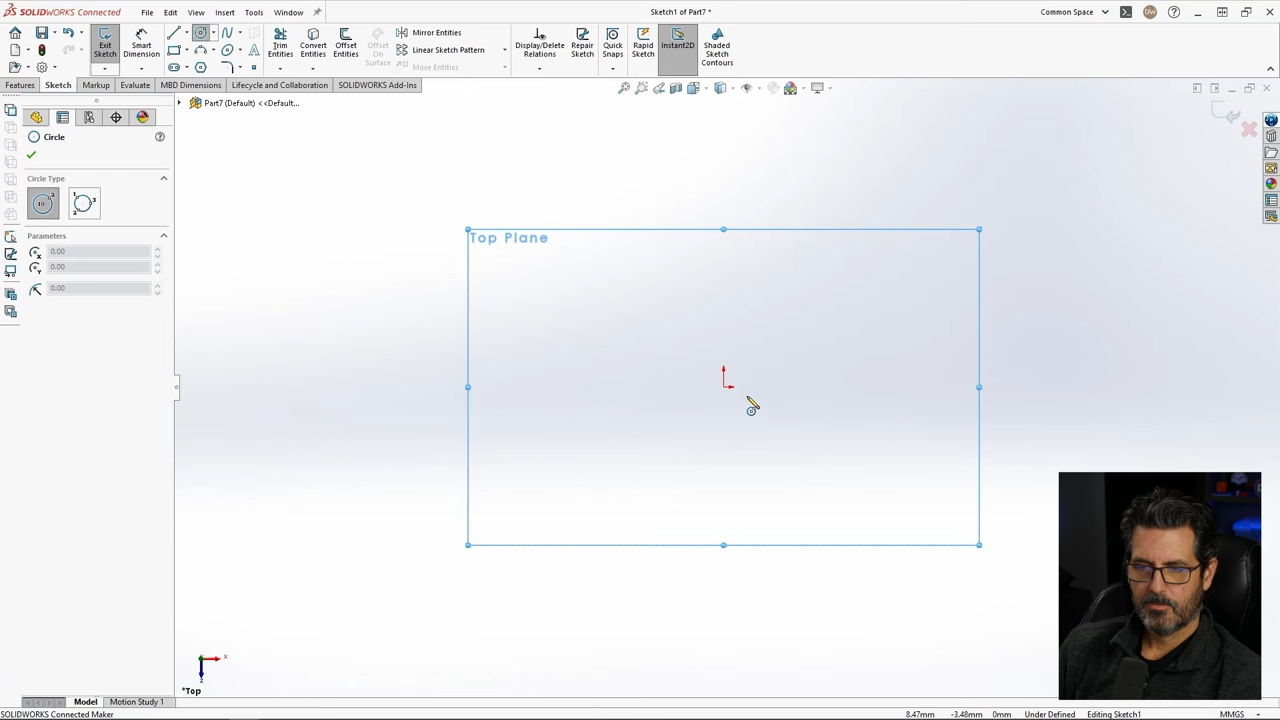 SOLIDWORKS CONNECTED
File
Edit
View
Insert
Tools
Window
Sketch1 of Part7 *
Common Space
DW
Exit Sketch
Smart Dimension
Trim Entities
Convert Entities
Offset Entities
Offset On Surface
Mirror Entities
Linear Sketch Pattern
Move Entities
Display/Delete Relations
Repair Sketch
Quick Snaps
Rapid Sketch
Instant2D
Shaded Sketch Contours
Features
Sketch
Markup
Evaluate
MBD Dimensions
Lifecycle and Collaboration
SOLIDWORKS Add-Ins
Part7 (Default) <<Default...
Circle
Circle Type
Parameters
0.00
0.00
0.00
Top Plane
x
*Top
Model
Motion Study 1
SOLIDWORKS Connected Maker
8.47mm
-3.48mm
0mm
Under Defined
Editing Sketch1
MMGS